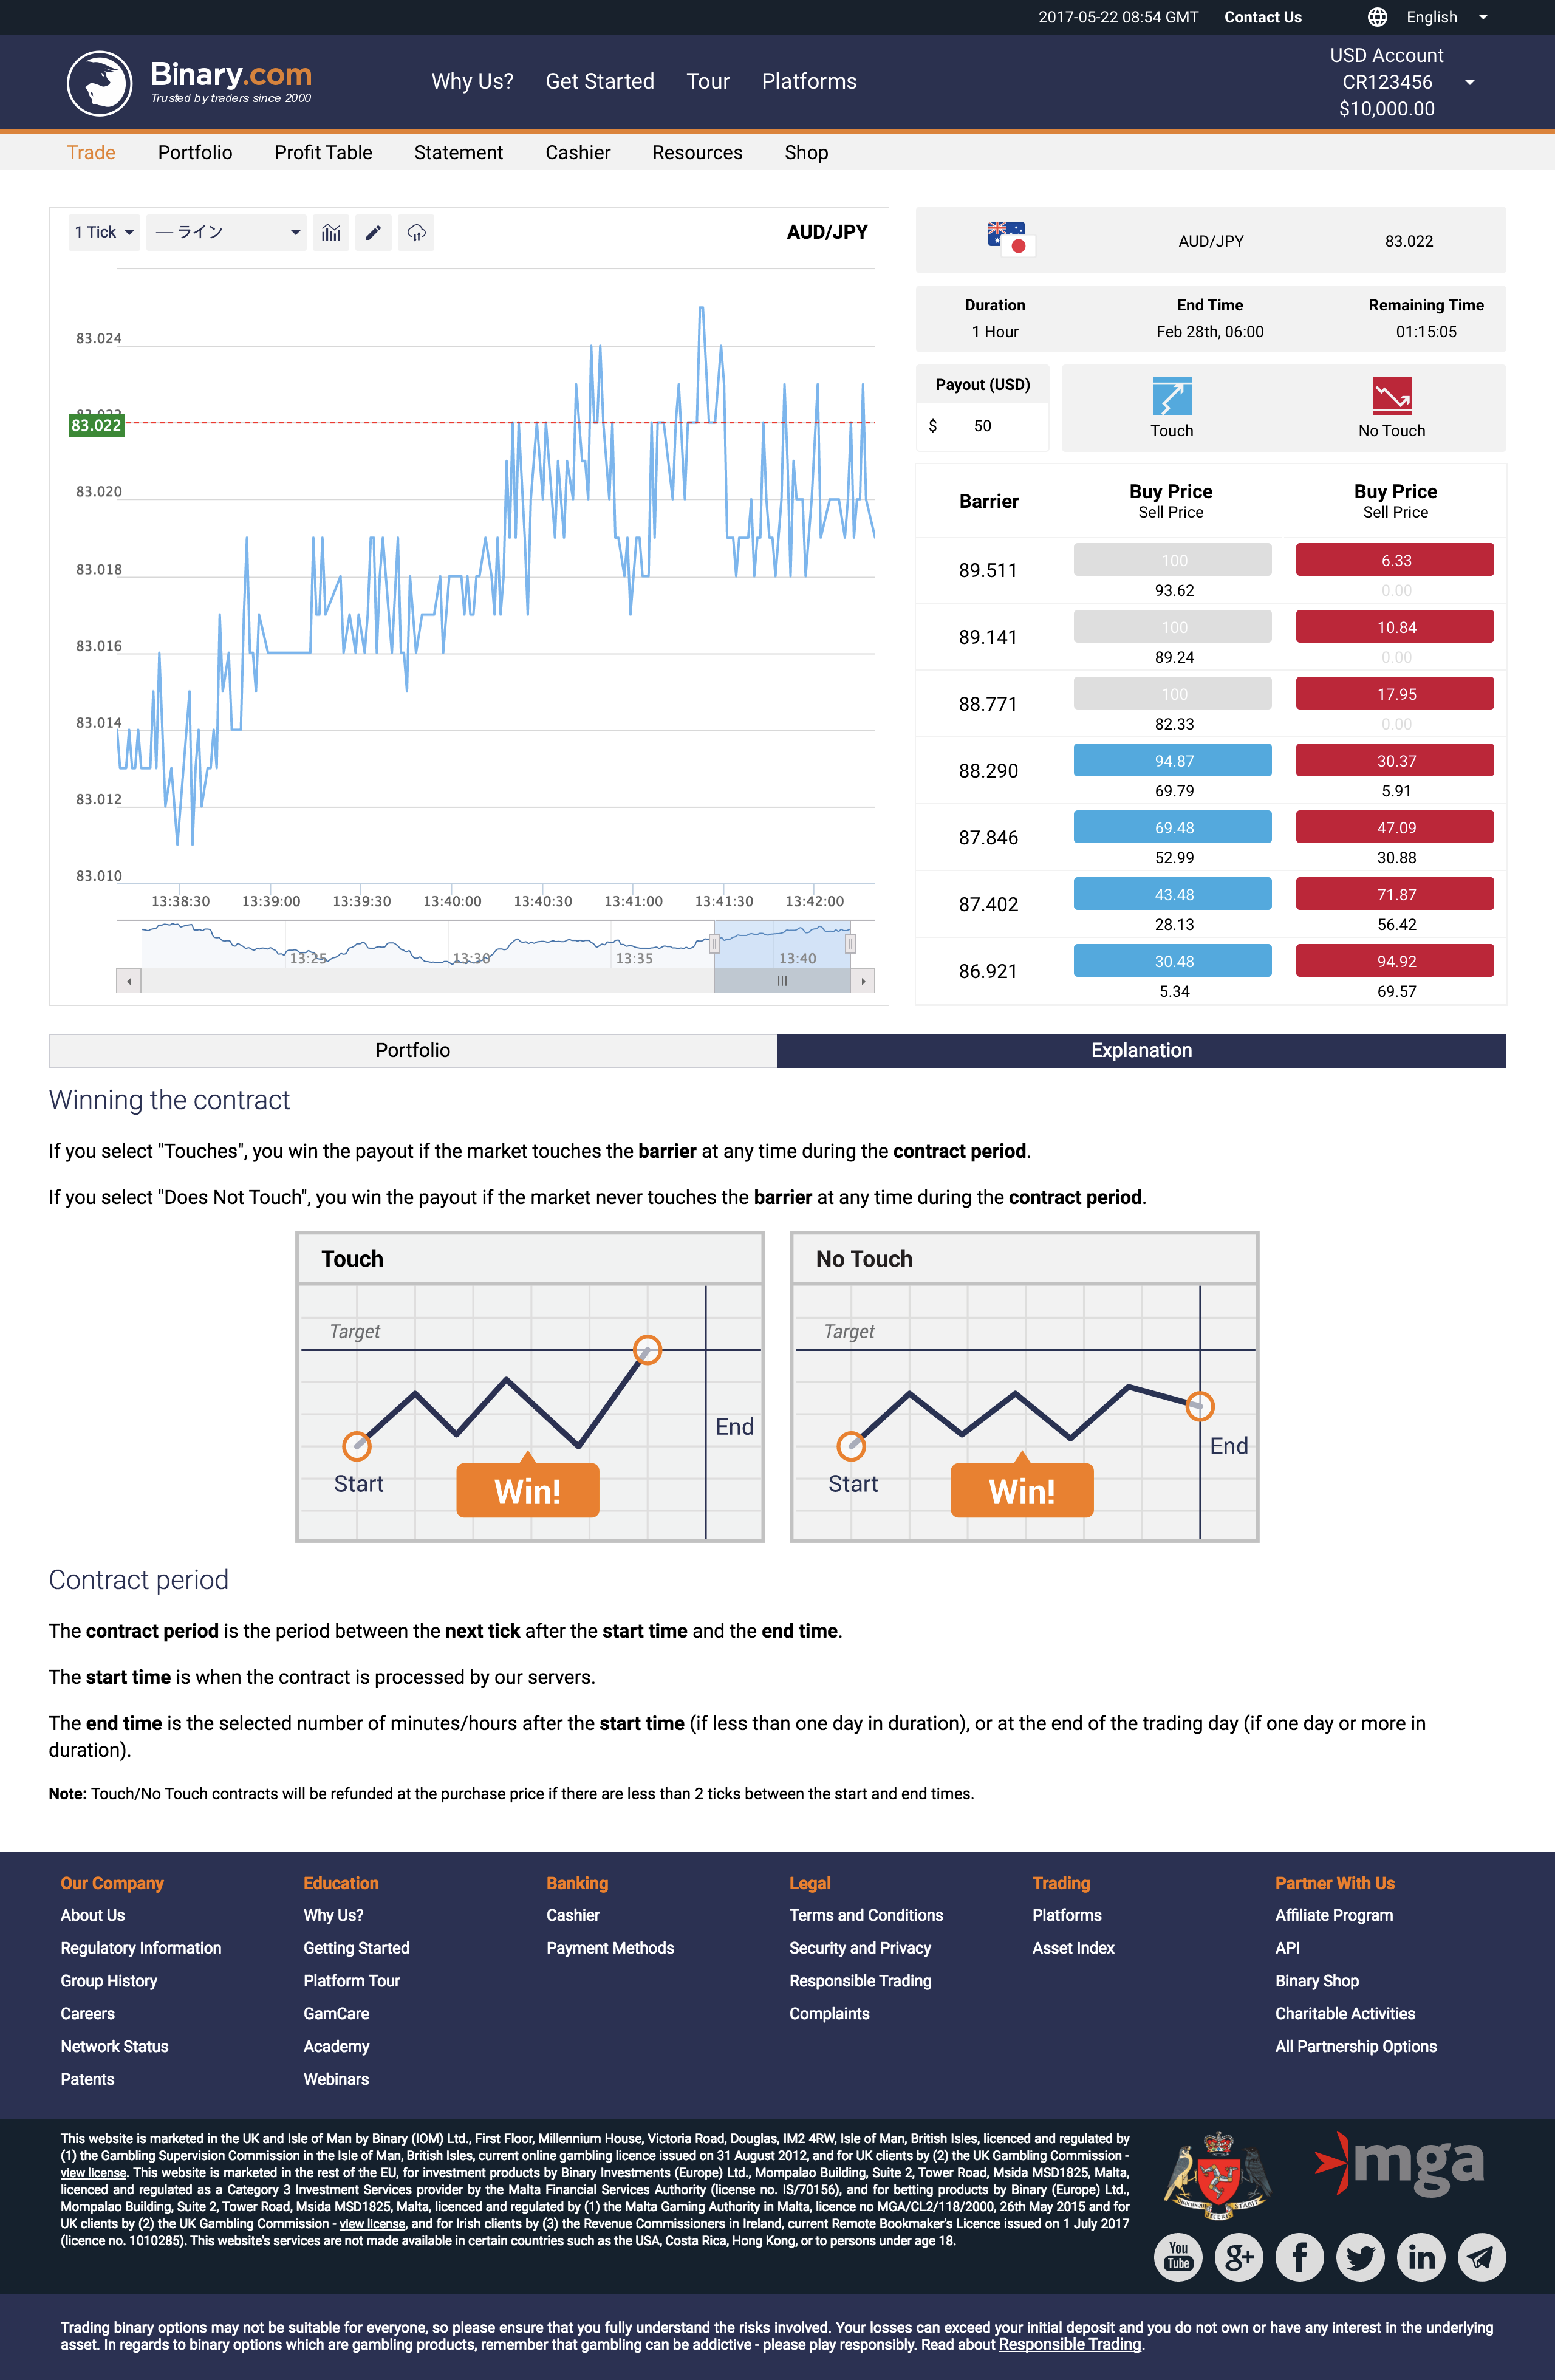 2017-05-22 08:54 GMT Contact Us English
Binary.com
Trusted by traders since 2000
Why Us? Get Started Tour Platforms
USD Account
CR123456
$10,000.00
Trade Portfolio Profit Table Statement Cashier Resources Shop
1 Tick ライン AUD/JPY
83.024
83.022
83.022
83.020
83.018
83.016
83.014
83.012
83.010
13:38:30 13:39:00 13:39:30 13:40:00 13:40:30 13:41:00 13:41:30 13:42:00
13:25 13:30 13:35 13:40
AUD/JPY 83.022
Duration End Time Remaining Time
1 Hour Feb 28th, 06:00 01:15:05
Payout (USD)
$ 50
Touch No Touch
Barrier
Buy Price Buy Price
Sell Price Sell Price
89.511 100 6.33
93.62 0.00
89.141 100 10.84
89.24 0.00
88.771 100 17.95
82.33 0.00
88.290 94.87 30.37
69.79 5.91
87.846 69.48 47.09
52.99 30.88
87.402 43.48 71.87
28.13 56.42
86.921 30.48 94.92
5.34 69.57
Portfolio Explanation
Winning the contract
If you select "Touches", you win the payout if the market touches the barrier at any time during the contract period.
If you select "Does Not Touch", you win the payout if the market never touches the barrier at any time during the contract period.
Touch
Target
Start
Win!
End
No Touch
Target
Start
Win!
End
Contract period
The contract period is the period between the next tick after the start time and the end time.
The start time is when the contract is processed by our servers.
The end time is the selected number of minutes/hours after the start time (if less than one day in duration), or at the end of the trading day (if one day or more in
duration).
Note: Touch/No Touch contracts will be refunded at the purchase price if there are less than 2 ticks between the start and end times.
Our Company
About Us
Regulatory Information
Group History
Careers
Network Status
Patents
Education
Why Us?
Getting Started
Platform Tour
GamCare
Academy
Webinars
Banking
Cashier
Payment Methods
Legal
Terms and Conditions
Security and Privacy
Responsible Trading
Complaints
Trading
Platforms
Asset Index
Partner With Us
Affiliate Program
API
Binary Shop
Charitable Activities
All Partnership Options
This website is marketed in the UK and Isle of Man by Binary (IOM) Ltd., First Floor, Millennium House, Victoria Road, Douglas, IM2 4RW, Isle of Man, British Isles, licenced and regulated by
(1) the Gambling Supervision Commission in the Isle of Man, British Isles, current online gambling licence issued on 31 August 2012, and for UK clients by (2) the UK Gambling Commission -
view license. This website is marketed in the rest of the EU, for investment products by Binary Investments (Europe) Ltd., Mompalao Building, Suite 2, Tower Road, Msida MSD1825, Malta,
licenced and regulated as a Category 3 Investment Services provider by the Malta Financial Services Authority (license no. IS/70156), and for betting products by Binary (Europe) Ltd.,
Mompalao Building, Suite 2, Tower Road, Msida MSD1825, Malta, licenced and regulated by (1) the Malta Gaming Authority in Malta, licence no MGA/CL2/118/2000, 26th May 2015 and for
UK clients by (2) the UK Gambling Commission - view license, and for Irish clients by (3) the Revenue Commissioners in Ireland, current Remote Bookmaker's Licence issued on 1 July 2017
(licence no. 1010285). This website's services are not made available in certain countries such as the USA, Costa Rica, Hong Kong, or to persons under age 18.
mga
You Tube g+ f in
Trading binary options may not be suitable for everyone, so please ensure that you fully understand the risks involved. Your losses can exceed your initial deposit and you do not own or have any interest in the underlying
asset. In regards to binary options which are gambling products, remember that gambling can be addictive - please play responsibly. Read about Responsible Trading.